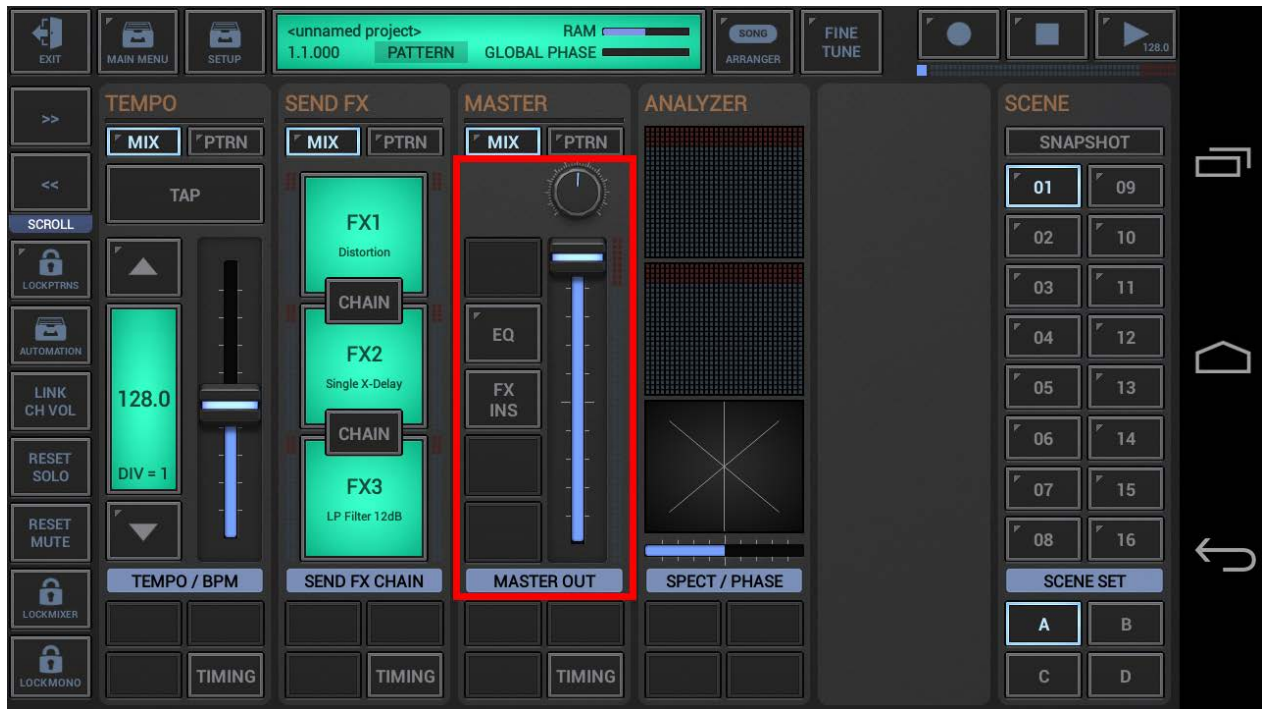 EXIT
MAIN MENU
SETUP
<unnamed project>
RAM
1.1.000
PATTERN
GLOBAL PHASE
SONG
ARRANGER
FINE
TUNE
128.0
>>
<<
SCROLL
LOCKPTRNS
AUTOMATION
LINK
CH VOL
RESET
SOLO
RESET
MUTE
LOCKMIXER
LOCKMONO
TEMPO
MIX
PTRN
TAP
128.0
DIV = 1
TEMPO / BPM
TIMING
SEND FX
MIX
PTRN
FX1
Distortion
CHAIN
FX2
Single X-Delay
CHAIN
FX3
LP Filter 12dB
SEND FX CHAIN
TIMING
MASTER
MIX
PTRN
EQ
FX
INS
MASTER OUT
TIMING
ANALYZER
SPECT / PHASE
SCENE
SNAPSHOT
01
09
02
10
03
11
04
12
05
13
06
14
07
15
08
16
SCENE SET
A
B
C
D